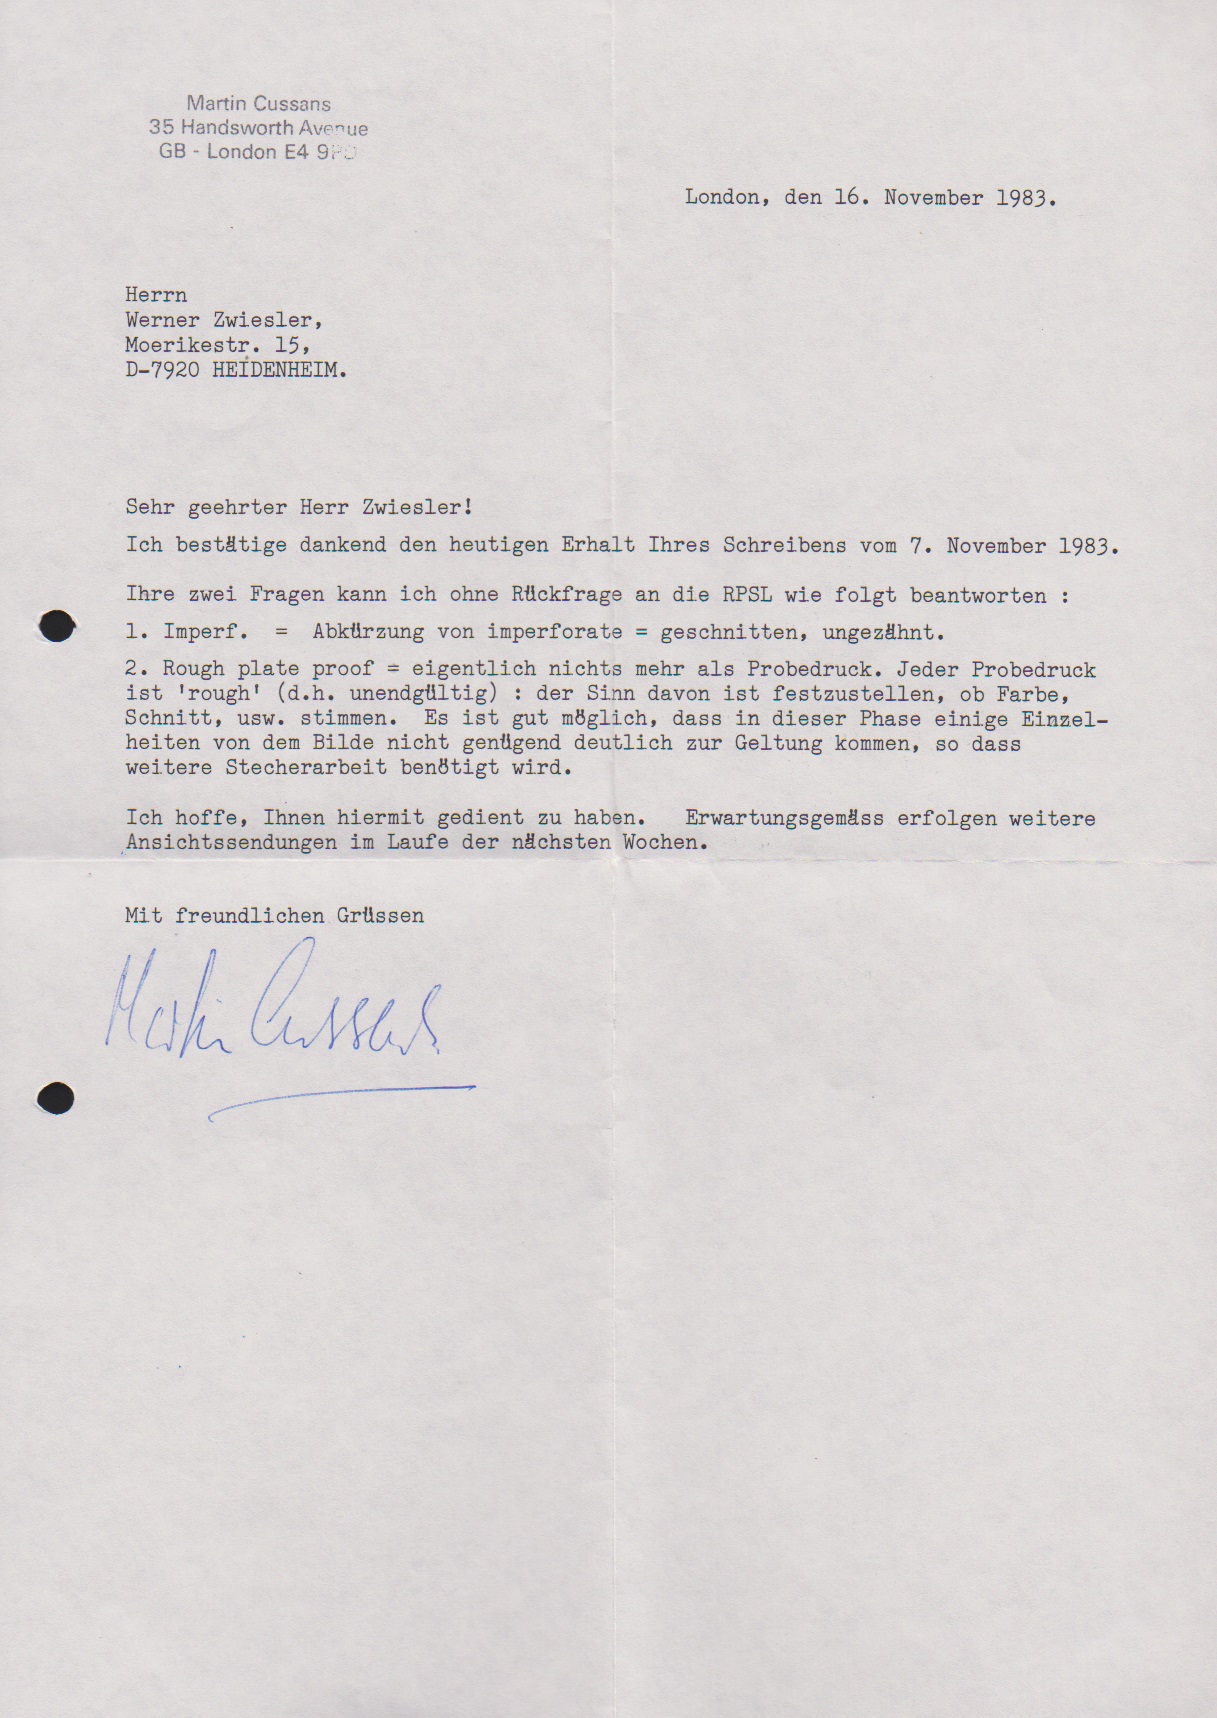 Martin Cussans
35 Handsworth Avenue
GB - London E4
London, den 16. November 1983.
Herrn
Werner Zwiesler,
Moerikestr. 15,
D-7920 HEIDENHEIM.
Sehr geehrter Herr Zwiesler!
Ich bestätige dankend den heutigen Erhalt Ihres Schreibens vom 7. November 1983.
Ihre zwei Fragen kann ich ohne Rückfrage an die RPSL wie folgt beantworten :
1. Imperf. = Abkürzung von imperforate = geschnitten, ungezähnt.
2. Rough plate proof = eigentlich nichts mehr als Probedruck. Jeder Probedruck
ist 'rough' (d.h. unendgültig) : der Sinn davon ist festzustellen, ob Farbe,
Schnitt, usw. stimmen. Es ist gut möglich, dass in dieser Phase einige Einzel-
heiten von dem Bilde nicht genügend deutlich zur Geltung kommen, so dass
weitere Stecherarbeit benötigt wird.
Ich hoffe, Ihnen hiermit gedient zu haben. Erwartungsgemäss erfolgen weitere
Ansichtssendungen im Laufe der nächsten Wochen.
Mit freundlichen Grüssen
Martin Cussans